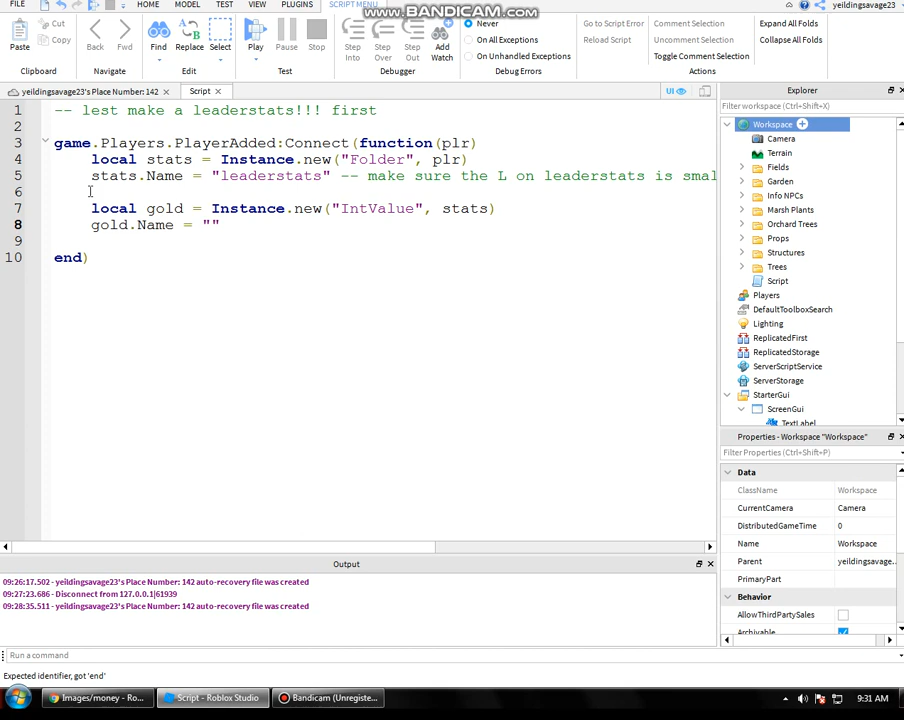 www.BANDICAM.com
FILE HOME MODEL TEST VIEW PLUGINS SCRIPT MENU yeildingsavage23
Paste Cut Copy Back Fwd Find Replace Select Play Pause Stop Step Into Step Over Step Out Add Watch
Never
On All Exceptions
On Unhandled Exceptions
Go to Script Error
Reload Script
Comment Selection
Uncomment Selection
Toggle Comment Selection
Expand All Folds
Collapse All Folds
Clipboard Navigate Edit Test Debugger Debug Errors Actions
yeildingsavage23's Place Number: 142 × Script × UI
1 -- lest make a leaderstats!!! first
2
3 game.Players.PlayerAdded:Connect(function(plr)
4 local stats = Instance.new("Folder", plr)
5 stats.Name = "leaderstats" -- make sure the L on leaderstats is smal
6
7 local gold = Instance.new("IntValue", stats)
8 gold.Name = ""
9
10 end)
Explorer
Filter workspace (Ctrl+Shift+X)
Workspace
Camera
Terrain
Fields
Garden
Info NPCs
Marsh Plants
Orchard Trees
Props
Structures
Trees
Script
Players
DefaultToolboxSearch
Lighting
ReplicatedFirst
ReplicatedStorage
ServerScriptService
ServerStorage
StarterGui
ScreenGui
TextLabel
Properties - Workspace "Workspace"
Filter Properties (Ctrl+Shift+P)
Data
ClassName Workspace
CurrentCamera Camera
DistributedGameTime 0
Name Workspace
Parent yeildingsavage...
PrimaryPart
Behavior
AllowThirdPartySales
Archivable
Output
09:26:17.502 - yeildingsavage23's Place Number: 142 auto-recovery file was created
09:27:23.686 - Disconnect from 127.0.0.1|61939
09:28:35.511 - yeildingsavage23's Place Number: 142 auto-recovery file was created
Run a command
Expected identifier, got 'end'
Images/money - Ro... Script - Roblox Studio Bandicam (Unregiste... 9:31 AM